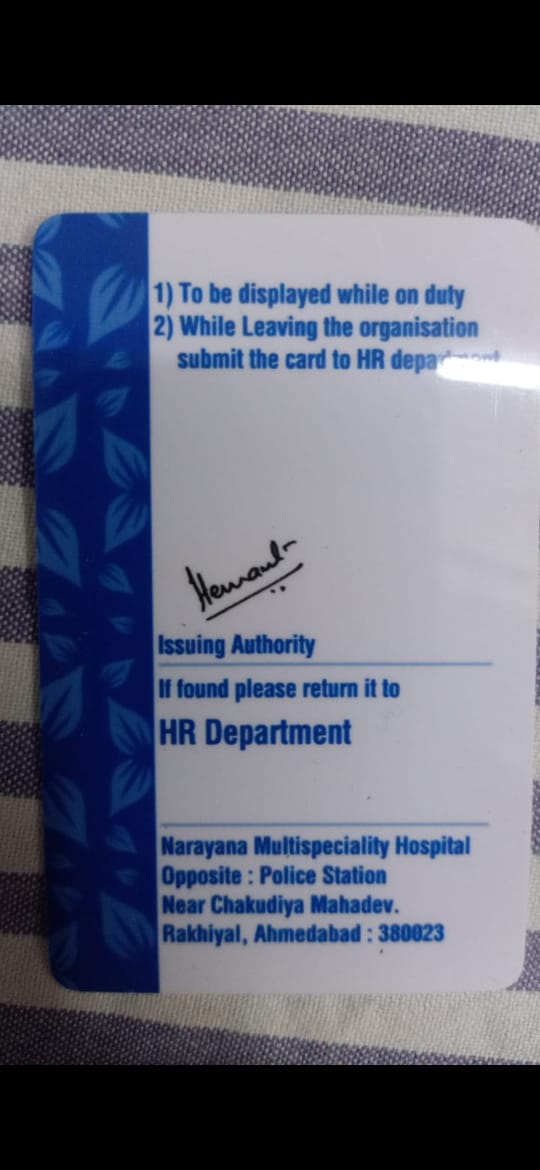 1) To be displayed while on duty
2) While Leaving the organisation
submit the card to HR department
Hemant
Issuing Authority
If found please return it to
HR Department
Narayana Multispeciality Hospital
Opposite : Police Station
Near Chakudiya Mahadev.
Rakhiyal, Ahmedabad : 380023